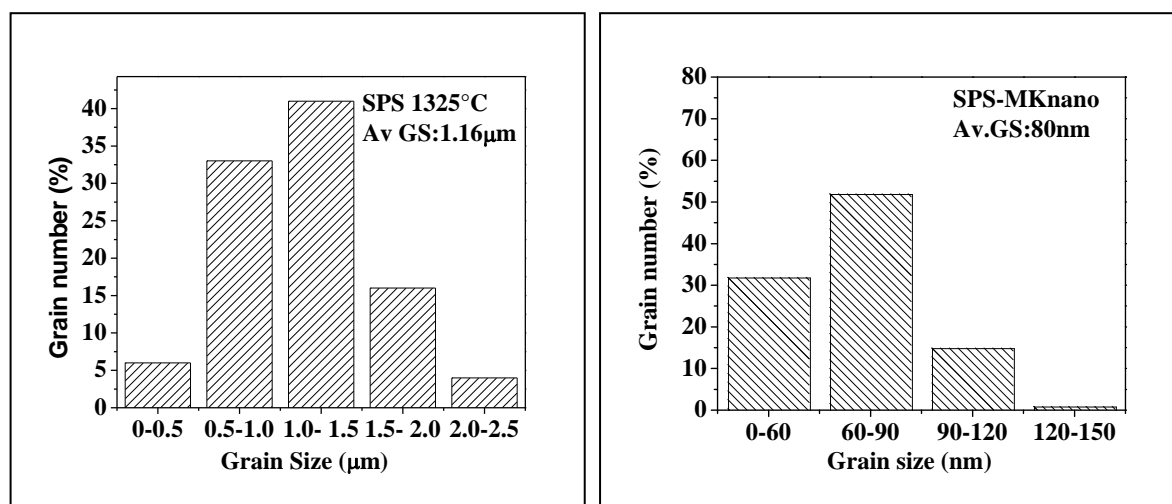 SPS 1325°C
Av GS:1.16μm
Grain number (%)
40
35
30
25
20
15
10
5
0
0-0.5 0.5-1.0 1.0- 1.5 1.5- 2.0 2.0-2.5
Grain Size (μm)
SPS-MKnano
Av.GS:80nm
Grain number (%)
80
70
60
50
40
30
20
10
0
0-60 60-90 90-120 120-150
Grain size (nm)